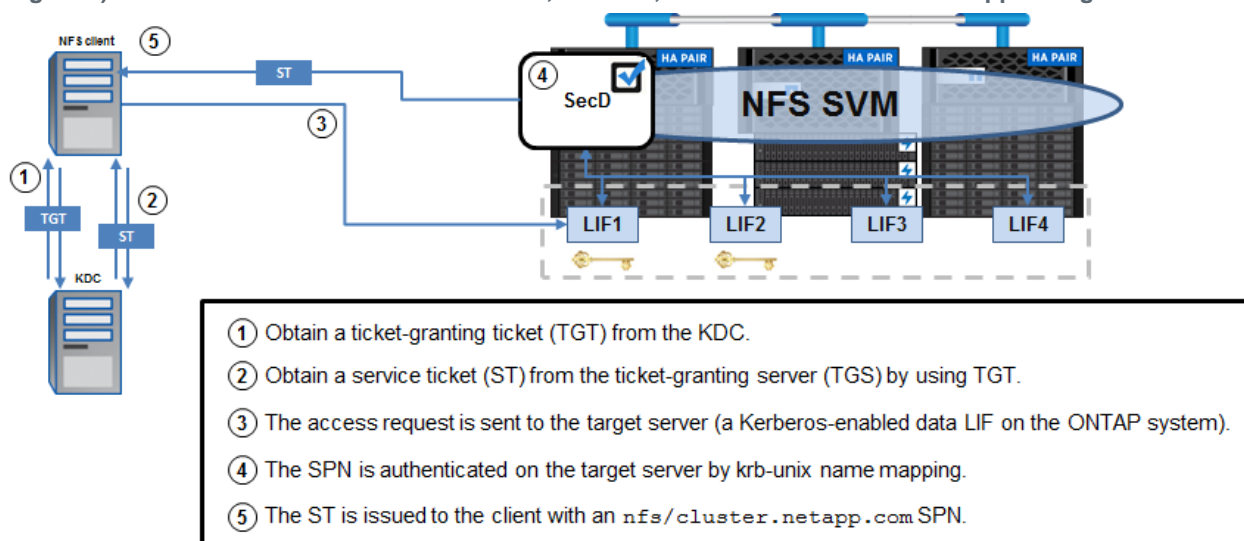 NFS client
5
ST
4
SecD
HA PAIR
HA PAIR
HA PAIR
NFS SVM
3
1
2
TGT
ST
LIF1
LIF2
LIF3
LIF4
KDC
1 Obtain a ticket-granting ticket (TGT) from the KDC.
2 Obtain a service ticket (ST) from the ticket-granting server (TGS) by using TGT.
3 The access request is sent to the target server (a Kerberos-enabled data LIF on the ONTAP system).
4 The SPN is authenticated on the target server by krb-unix name mapping.
5 The ST is issued to the client with an nfs/cluster.netapp.com SPN.